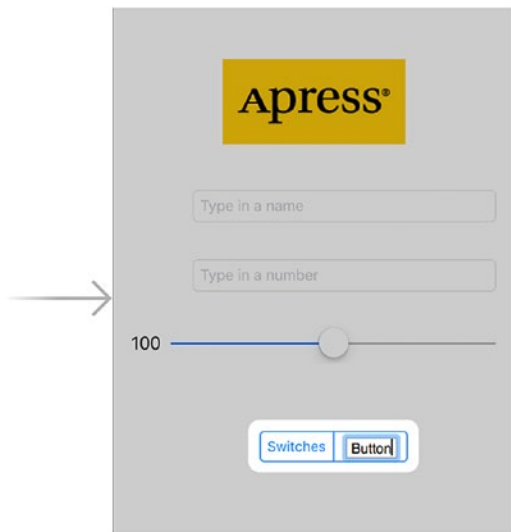 Apress®
Type in a name
Type in a number
100
Switches Button